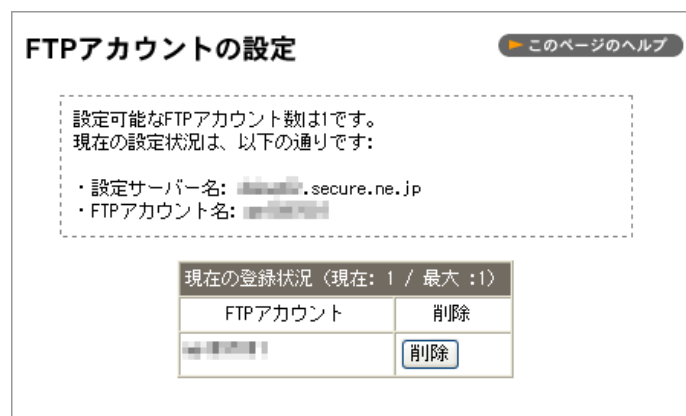 FTPアカウントの設定
このページのヘルプ
設定可能なFTPアカウント数は1です。
現在の設定状況は、以下の通りです:
・設定サーバー名: .secure.ne.jp
・FTPアカウント名:
現在の登録状況（現在: 1 / 最大 :1）
FTPアカウント 削除
削除